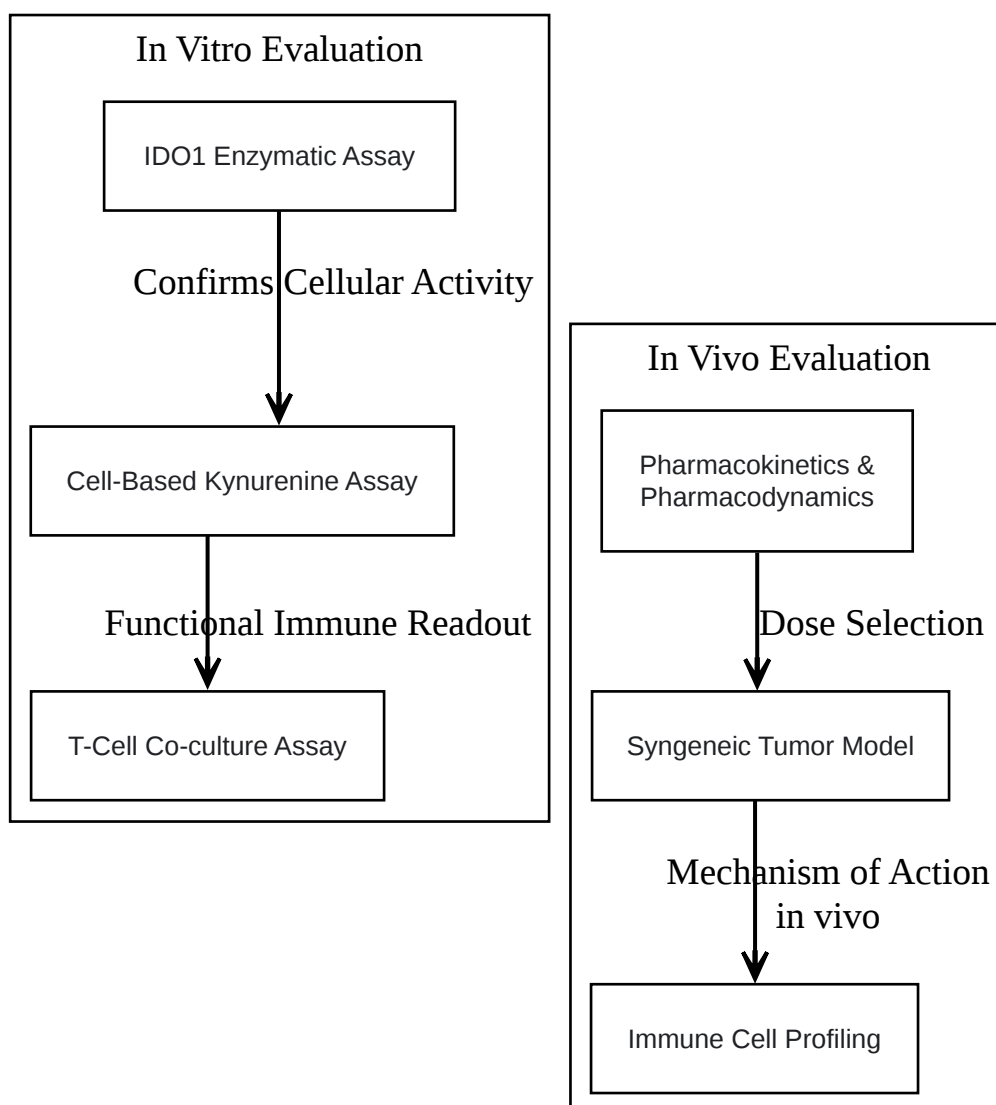 In Vitro Evaluation
IDO1 Enzymatic Assay
Confirms Cellular Activity
Cell-Based Kynurenine Assay
Functional Immune Readout
T-Cell Co-culture Assay
In Vivo Evaluation
Pharmacokinetics &
Pharmacodynamics
Dose Selection
Syngeneic Tumor Model
Mechanism of Action
in vivo
Immune Cell Profiling